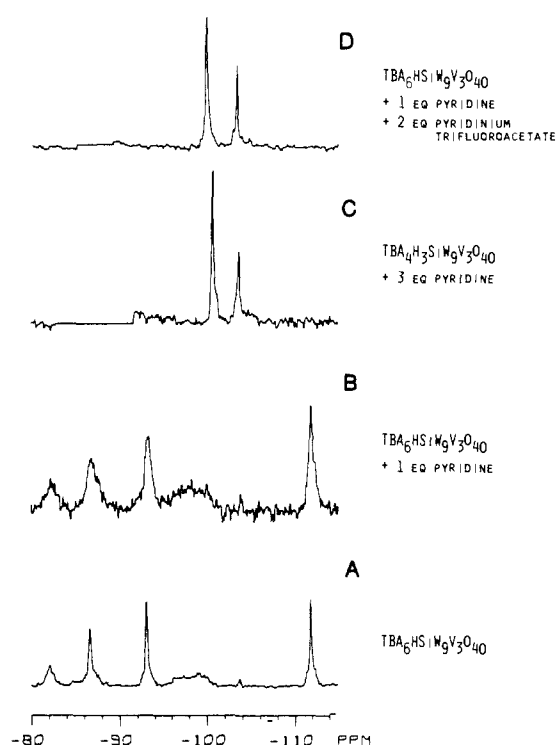 D
TBA6HSiW9V3O40
+ 1 EQ PYRIDINE
+ 2 EQ PYRIDINIUM
TRIFLUOROACETATE
C
TBA4H3SiW9V3O40
+ 3 EQ PYRIDINE
B
TBA6HSiW9V3O40
+ 1 EQ PYRIDINE
A
TBA6HSiW9V3O40
-80 -90 -100 -110 PPM